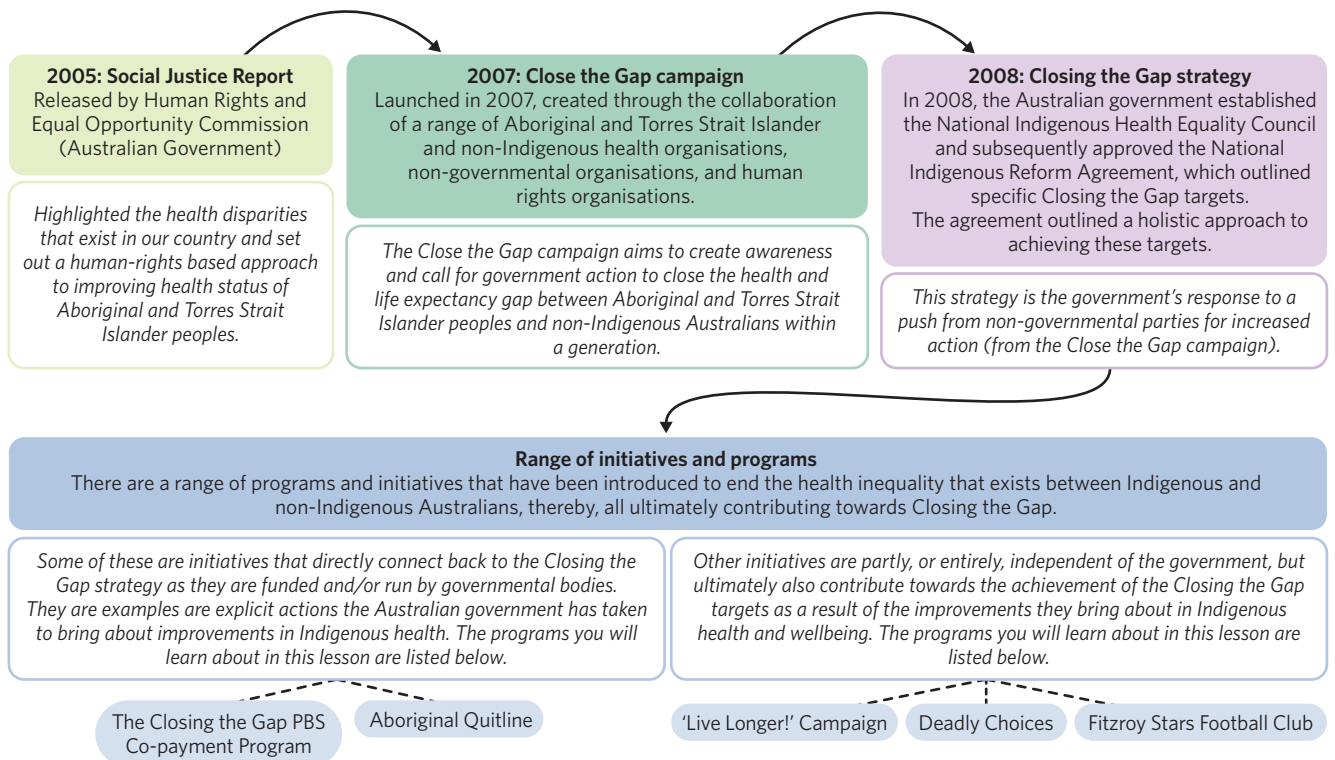 2005: Social Justice Report
Released by Human Rights and
Equal Opportunity Commission
(Australian Government)
Highlighted the health disparities
that exist in our country and set
out a human-rights based approach
to improving health status of
Aboriginal and Torres Strait
Islander peoples.
2007: Close the Gap campaign
Launched in 2007, created through the collaboration
of a range of Aboriginal and Torres Strait Islander
and non-Indigenous health organisations,
non-governmental organisations, and human
rights organisations.
The Close the Gap campaign aims to create awareness
and call for government action to close the health and
life expectancy gap between Aboriginal and Torres Strait
Islander peoples and non-Indigenous Australians within
a generation.
2008: Closing the Gap strategy
In 2008, the Australian government established
the National Indigenous Health Equality Council
and subsequently approved the National
Indigenous Reform Agreement, which outlined
specific Closing the Gap targets.
The agreement outlined a holistic approach to
achieving these targets.
This strategy is the government's response to a
push from non-governmental parties for increased
action (from the Close the Gap campaign).
Range of initiatives and programs
There are a range of programs and initiatives that have been introduced to end the health inequality that exists between Indigenous and
non-Indigenous Australians, thereby, all ultimately contributing towards Closing the Gap.
Some of these are initiatives that directly connect back to the Closing the
Gap strategy as they are funded and/or run by governmental bodies.
They are examples are explicit actions the Australian government has taken
to bring about improvements in Indigenous health. The programs you will
learn about in this lesson are listed below.
The Closing the Gap PBS
Co-payment Program
Aboriginal Quitline
Other initiatives are partly, or entirely, independent of the government, but
ultimately also contribute towards the achievement of the Closing the Gap
targets as a result of the improvements they bring about in Indigenous
health and wellbeing. The programs you will learn about in this lesson are
listed below.
'Live Longer!' Campaign
Deadly Choices
Fitzroy Stars Football Club